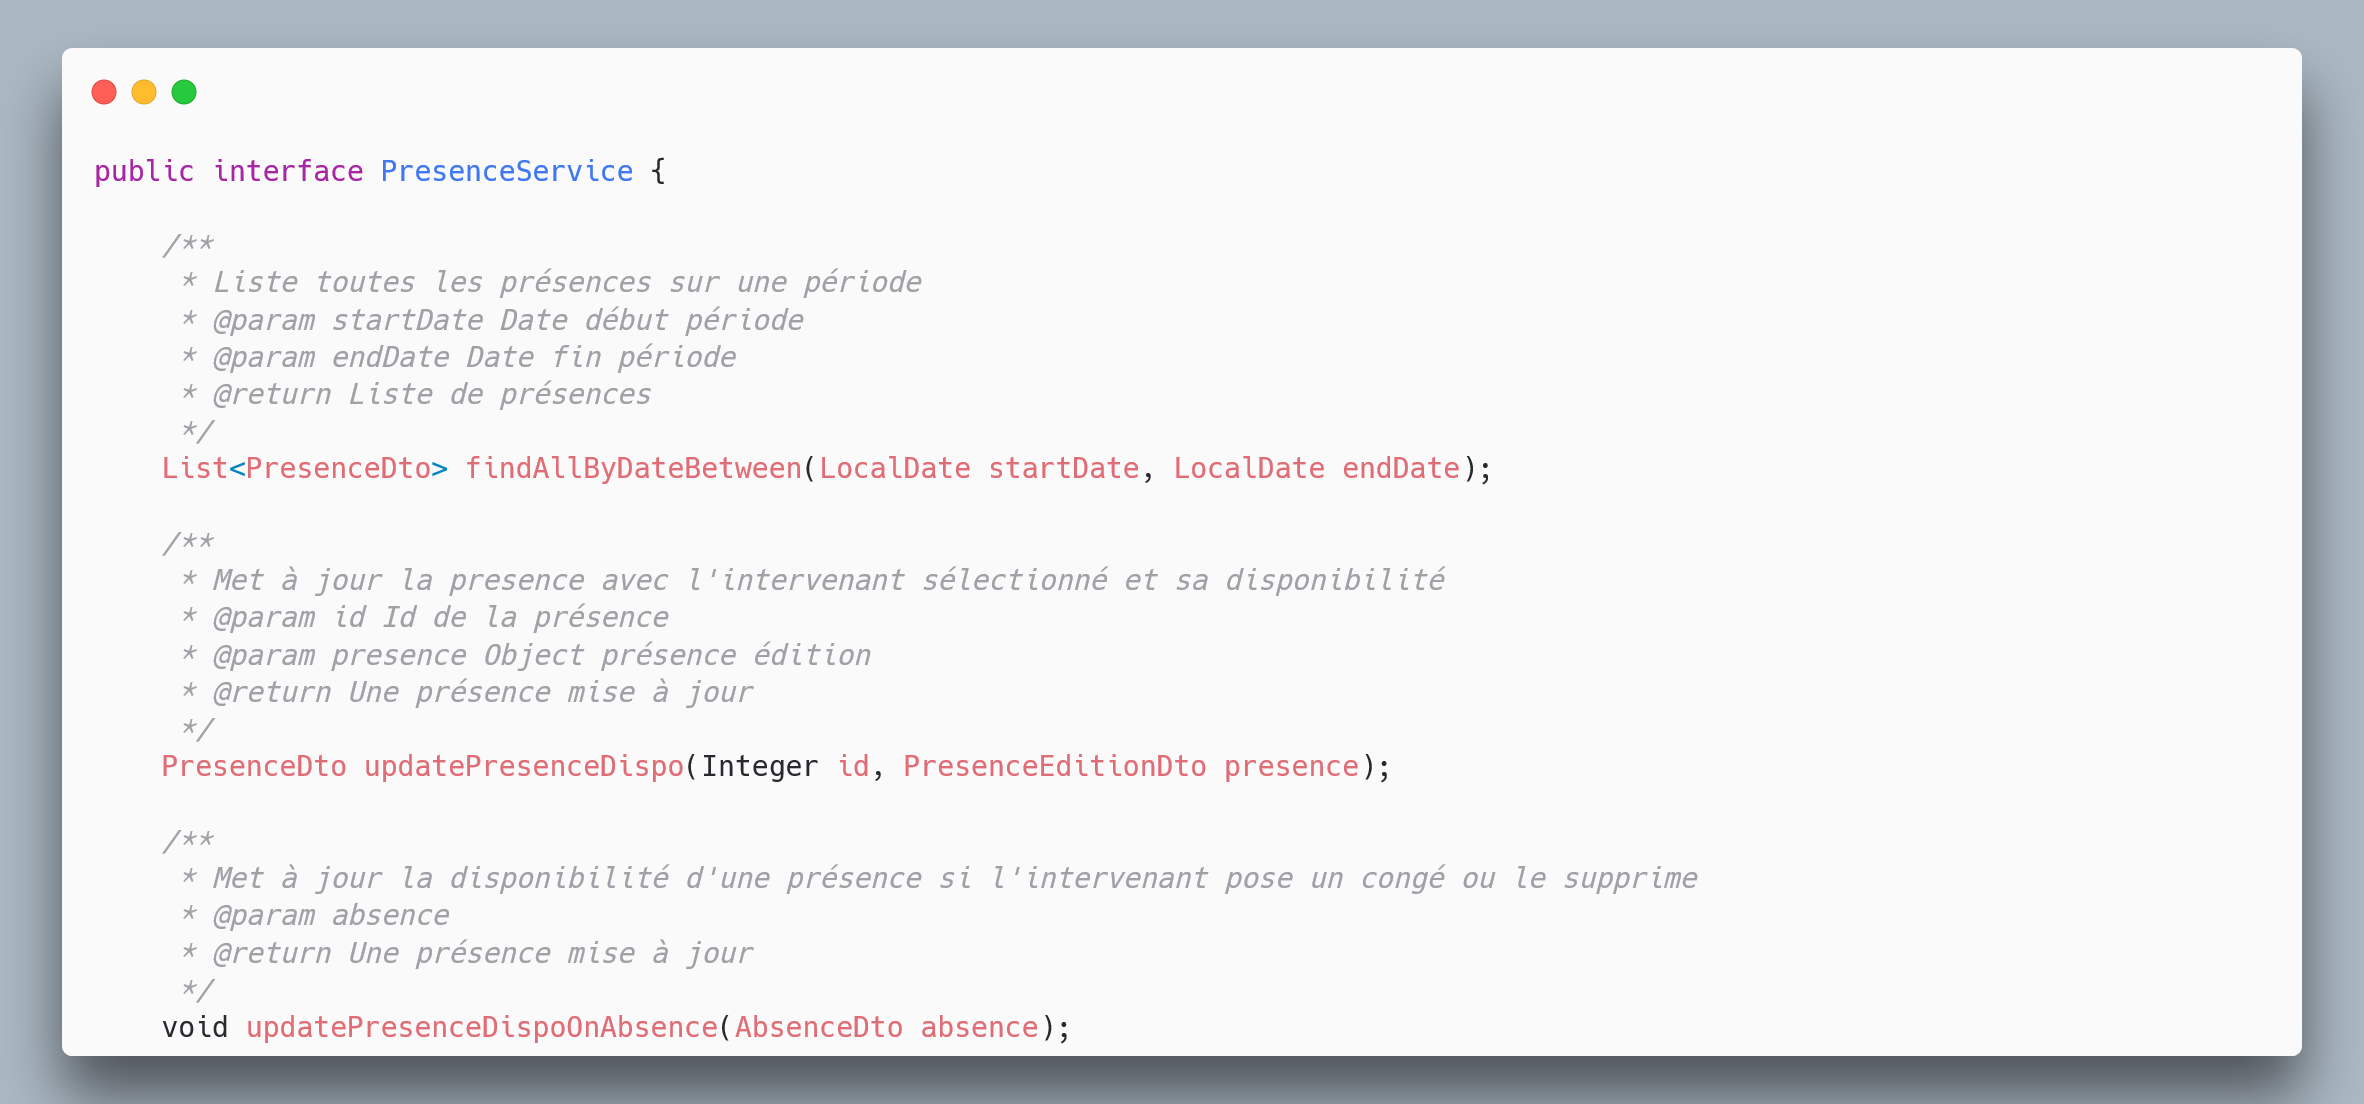 public interface PresenceService {
/**
* Liste toutes les présences sur une période
* @param startDate Date début période
* @param endDate Date fin période
* @return Liste de présences
*/
List<PresenceDto> findAllByDateBetween(LocalDate startDate, LocalDate endDate);
/**
* Met à jour la presence avec l'intervenant sélectionné et sa disponibilité
* @param id Id de la présence
* @param presence Object présence édition
* @return Une présence mise à jour
*/
PresenceDto updatePresenceDispo(Integer id, PresenceEditionDto presence);
/**
* Met à jour la disponibilité d'une présence si l'intervenant pose un congé ou le supprime
* @param absence
* @return Une présence mise à jour
*/
void updatePresenceDispoOnAbsence(AbsenceDto absence);